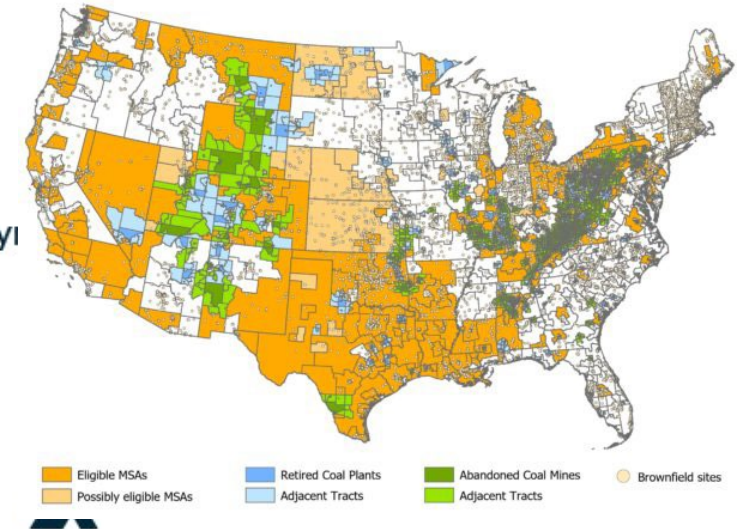 Eligible MSAs
Possibly eligible MSAs
Retired Coal Plants
Adjacent Tracts
Abandoned Coal Mines
Adjacent Tracts
Brownfield sites